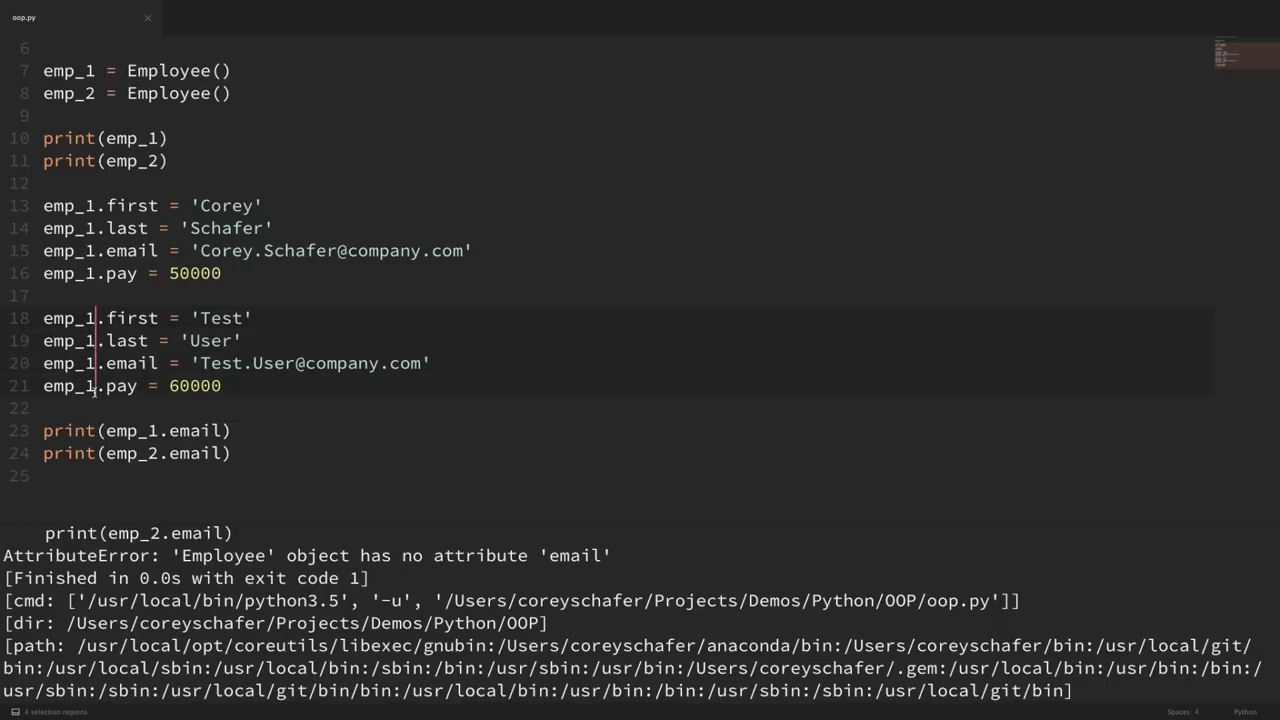 oop.py
6
7 emp_1 = Employee()
8 emp_2 = Employee()
9
10 print(emp_1)
11 print(emp_2)
12
13 emp_1.first = 'Corey'
14 emp_1.last = 'Schafer'
15 emp_1.email = 'Corey.Schafer@company.com'
16 emp_1.pay = 50000
17
18 emp_1.first = 'Test'
19 emp_1.last = 'User'
20 emp_1.email = 'Test.User@company.com'
21 emp_1.pay = 60000
22
23 print(emp_1.email)
24 print(emp_2.email)
25
print(emp_2.email)
AttributeError: 'Employee' object has no attribute 'email'
[Finished in 0.0s with exit code 1]
[cmd: ['/usr/local/bin/python3.5', '-u', '/Users/coreyschafer/Projects/Demos/Python/OOP/oop.py']]
[dir: /Users/coreyschafer/Projects/Demos/Python/OOP]
[path: /usr/local/opt/coreutils/libexec/gnubin:/Users/coreyschafer/anaconda/bin:/Users/coreyschafer/bin:/usr/local/git/
bin:/usr/local/sbin:/usr/local/bin:/sbin:/bin:/usr/sbin:/usr/bin:/Users/coreyschafer/.gem:/usr/local/bin:/usr/bin:/bin:/
usr/sbin:/sbin:/usr/local/git/bin/bin:/usr/local/bin:/usr/bin:/bin:/usr/sbin:/sbin:/usr/local/git/bin]
4 selection regions
Spaces: 4
Python